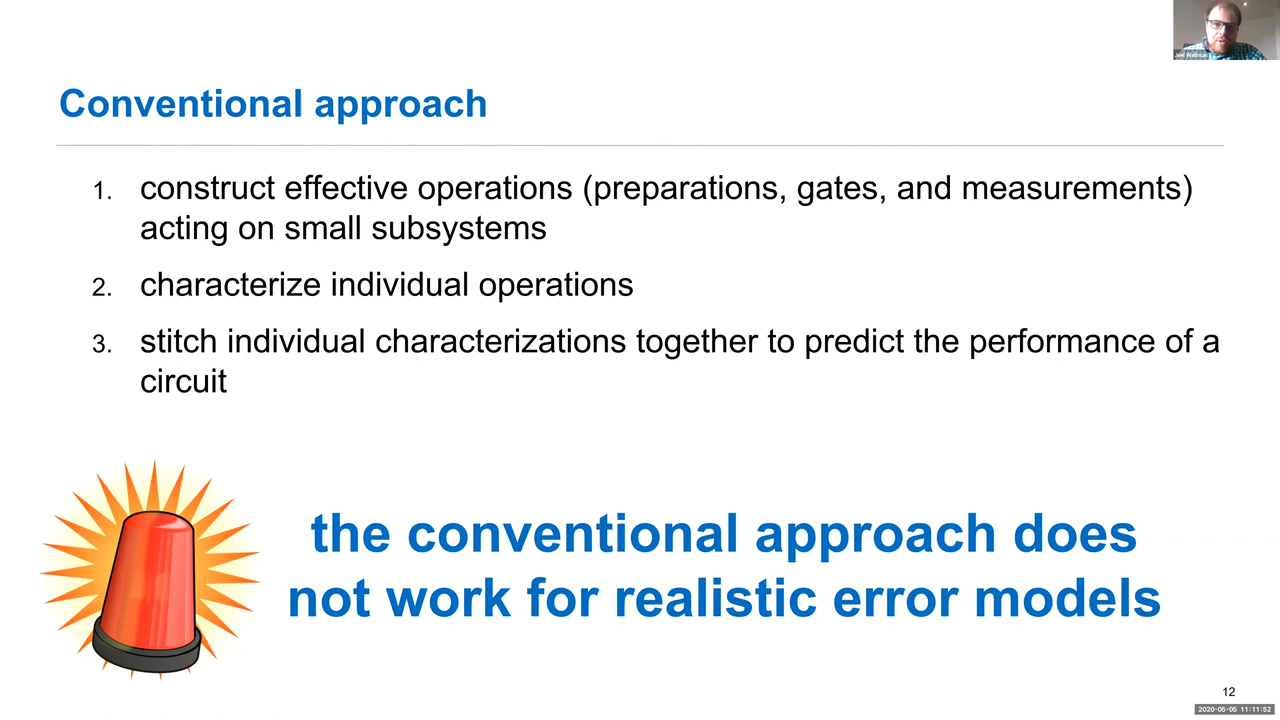 Joel Wallman
Conventional approach
1. construct effective operations (preparations, gates, and measurements)
acting on small subsystems
2. characterize individual operations
3. stitch individual characterizations together to predict the performance of a
circuit
the conventional approach does
not work for realistic error models
12
2020-05-05 11:11:52